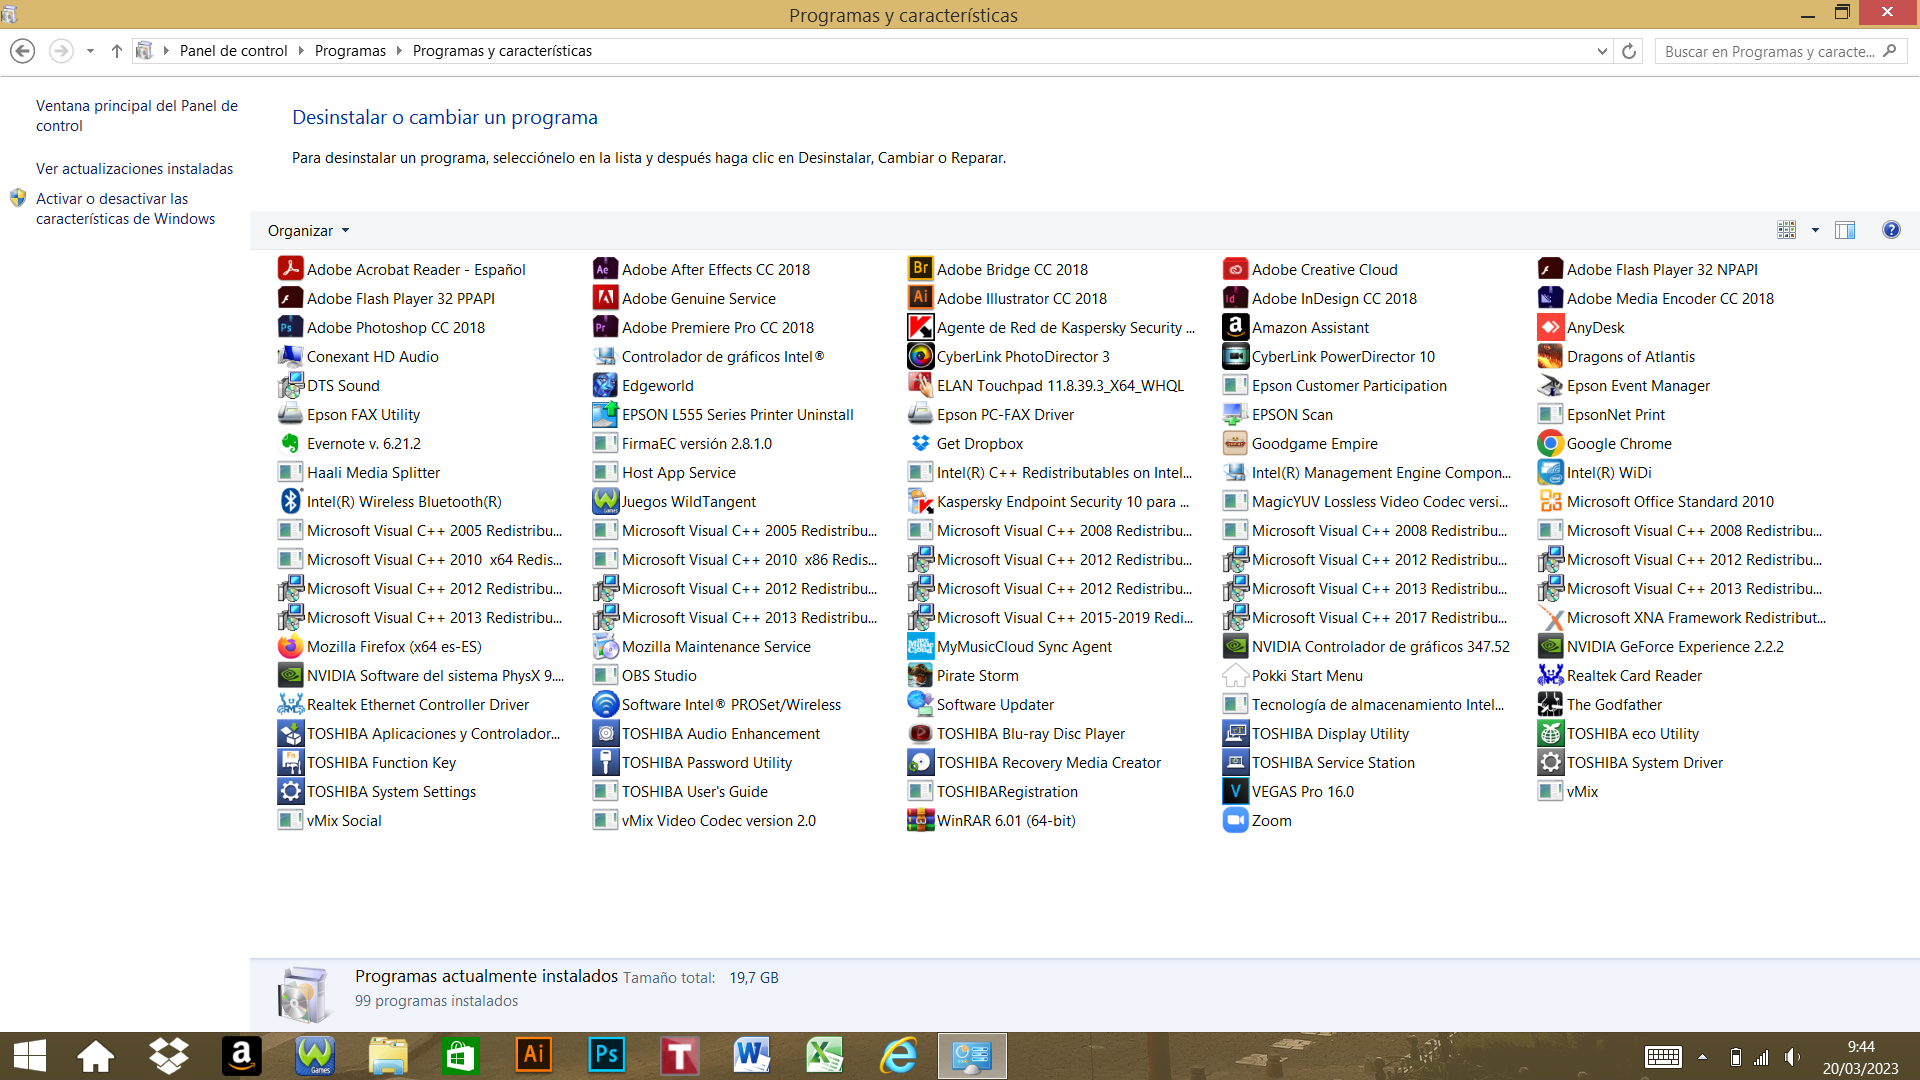 Programas y características
Panel de control Programas Programas y características
Buscar en Programas y caracte...
Ventana principal del Panel de
control
Ver actualizaciones instaladas
Activar o desactivar las
características de Windows
Desinstalar o cambiar un programa
Para desinstalar un programa, selecciónelo en la lista y después haga clic en Desinstalar, Cambiar o Reparar.
Organizar
Adobe Acrobat Reader - Español Ae Adobe After Effects CC 2018 Br Adobe Bridge CC 2018 Adobe Creative Cloud Adobe Flash Player 32 NPAPI
Adobe Flash Player 32 PPAPI Adobe Genuine Service Ai Adobe Illustrator CC 2018 Id Adobe InDesign CC 2018 Adobe Media Encoder CC 2018
Ps Adobe Photoshop CC 2018 Pr Adobe Premiere Pro CC 2018 Agente de Red de Kaspersky Security ... Amazon Assistant AnyDesk
Conexant HD Audio Controlador de gráficos Intel® CyberLink PhotoDirector 3 CyberLink PowerDirector 10 Dragons of Atlantis
DTS Sound Edgeworld ELAN Touchpad 11.8.39.3_X64_WHQL Epson Customer Participation Epson Event Manager
Epson FAX Utility EPSON L555 Series Printer Uninstall Epson PC-FAX Driver EPSON Scan EpsonNet Print
Evernote v. 6.21.2 FirmaEC versión 2.8.1.0 Get Dropbox Goodgame Empire Google Chrome
Haali Media Splitter Host App Service Intel(R) C++ Redistributables on Intel... Intel(R) Management Engine Compon... Intel(R) WiDi
Intel(R) Wireless Bluetooth(R) Juegos WildTangent Kaspersky Endpoint Security 10 para ... MagicYUV Lossless Video Codec versi... Microsoft Office Standard 2010
Microsoft Visual C++ 2005 Redistribu... Microsoft Visual C++ 2005 Redistribu... Microsoft Visual C++ 2008 Redistribu... Microsoft Visual C++ 2008 Redistribu... Microsoft Visual C++ 2008 Redistribu...
Microsoft Visual C++ 2010 x64 Redis... Microsoft Visual C++ 2010 x86 Redis... Microsoft Visual C++ 2012 Redistribu... Microsoft Visual C++ 2012 Redistribu... Microsoft Visual C++ 2012 Redistribu...
Microsoft Visual C++ 2012 Redistribu... Microsoft Visual C++ 2012 Redistribu... Microsoft Visual C++ 2012 Redistribu... Microsoft Visual C++ 2013 Redistribu... Microsoft Visual C++ 2013 Redistribu...
Microsoft Visual C++ 2013 Redistribu... Microsoft Visual C++ 2013 Redistribu... Microsoft Visual C++ 2015-2019 Redi... Microsoft Visual C++ 2017 Redistribu... Microsoft XNA Framework Redistribut...
Mozilla Firefox (x64 es-ES) Mozilla Maintenance Service MyMusicCloud Sync Agent NVIDIA Controlador de gráficos 347.52 NVIDIA GeForce Experience 2.2.2
NVIDIA Software del sistema PhysX 9.... OBS Studio Pirate Storm Pokki Start Menu Realtek Card Reader
Realtek Ethernet Controller Driver Software Intel® PROSet/Wireless Software Updater Tecnología de almacenamiento Intel... The Godfather
TOSHIBA Aplicaciones y Controlador... TOSHIBA Audio Enhancement TOSHIBA Blu-ray Disc Player TOSHIBA Display Utility TOSHIBA eco Utility
TOSHIBA Function Key TOSHIBA Password Utility TOSHIBA Recovery Media Creator TOSHIBA Service Station TOSHIBA System Driver
TOSHIBA System Settings TOSHIBA User's Guide TOSHIBARegistration V VEGAS Pro 16.0 vMix
vMix Social vMix Video Codec version 2.0 WinRAR 6.01 (64-bit) Zoom
Programas actualmente instalados Tamaño total: 19,7 GB
99 programas instalados
a Games Ai Ps T W X e
9:44
20/03/2023